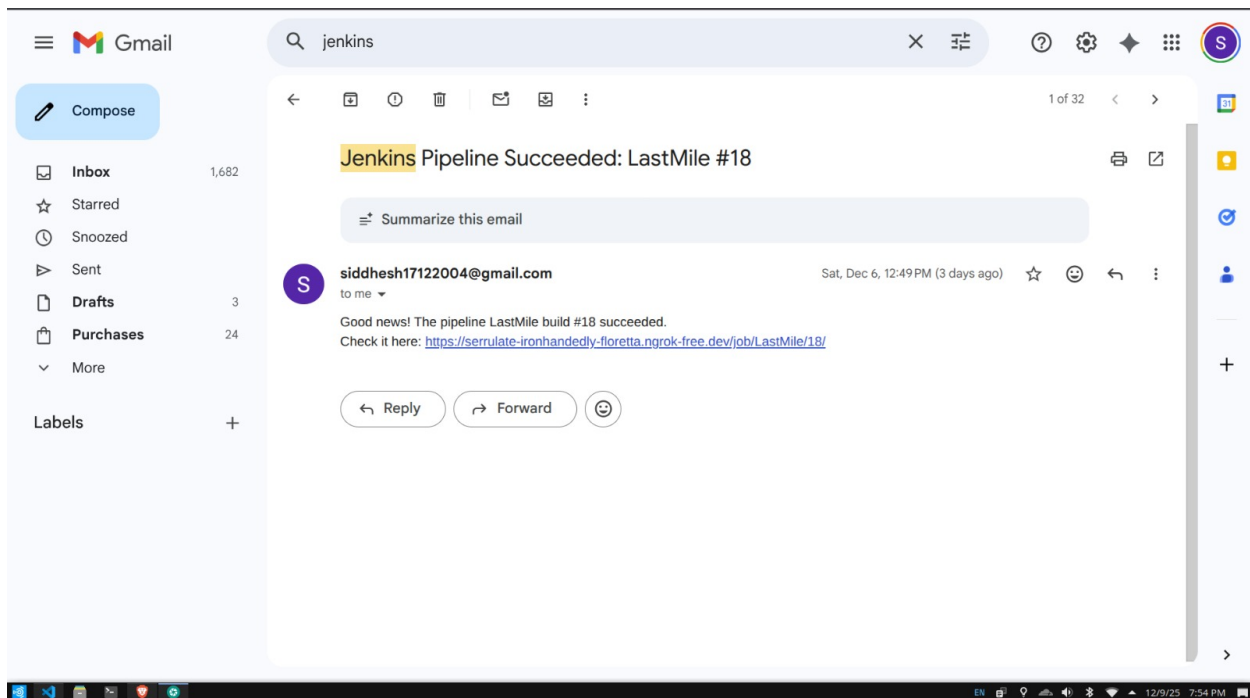 Gmail
jenkins
S
Compose
1 of 32
31
Inbox 1,682
Starred
Snoozed
Sent
Drafts 3
Purchases 24
More
Labels
Jenkins Pipeline Succeeded: LastMile #18
Summarize this email
S
siddhesh17122004@gmail.com Sat, Dec 6, 12:49 PM (3 days ago)
to me
Good news! The pipeline LastMile build #18 succeeded.
Check it here: https://serrulate-ironhandedly-floretta.ngrok-free.dev/job/LastMile/18/
Reply Forward
EN 12/9/25 7:54 PM